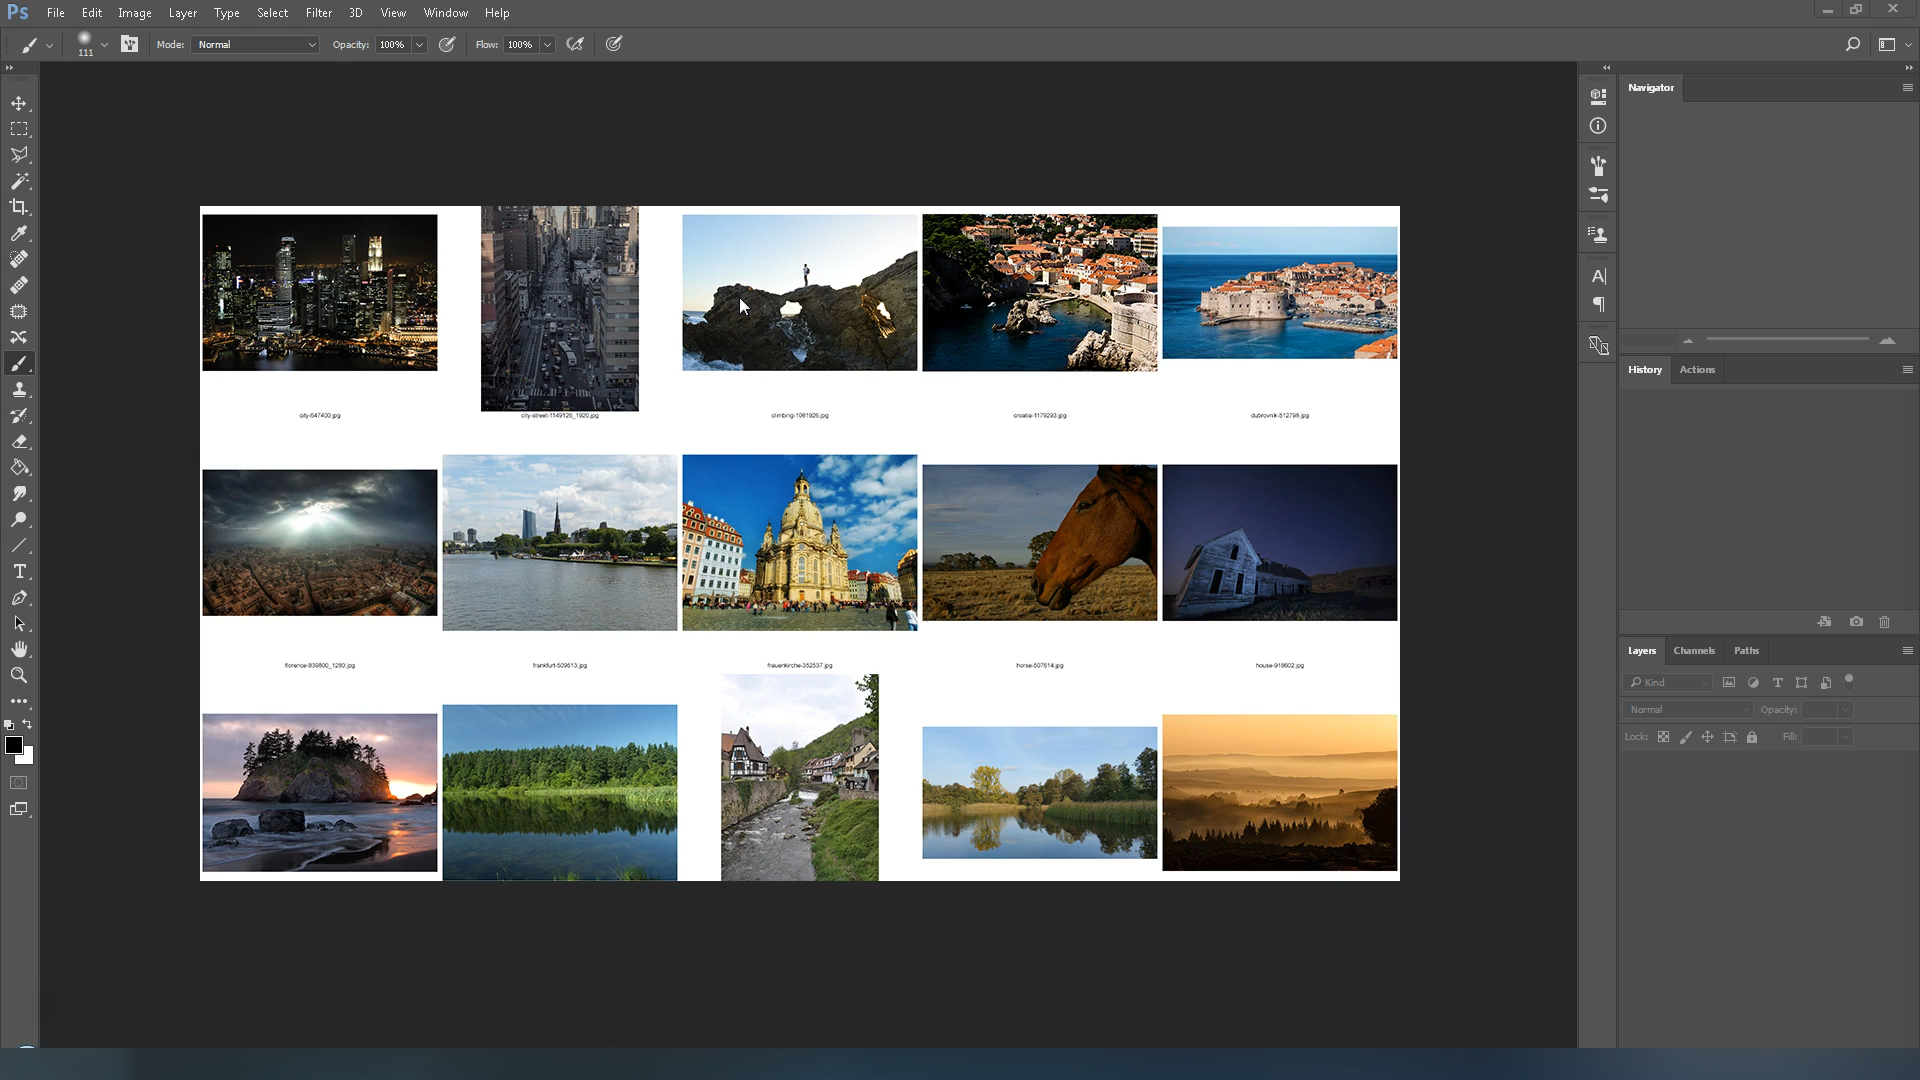 Ps File Edit Image Layer Type Select Filter 3D View Window Help
111 Mode: Normal Opacity: 100% Flow: 100%
Navigator
History Actions
Layers Channels Paths
Kind
Normal Opacity:
Lock: Fill:
city-647400.jpg city-street-1149126_1920.jpg climbing-1061926.jpg croatia-1179293.jpg dubrovnik-512798.jpg
florence-839800_1280.jpg frankfurt-509613.jpg frauenkirche-352537.jpg horse-507614.jpg house-918602.jpg